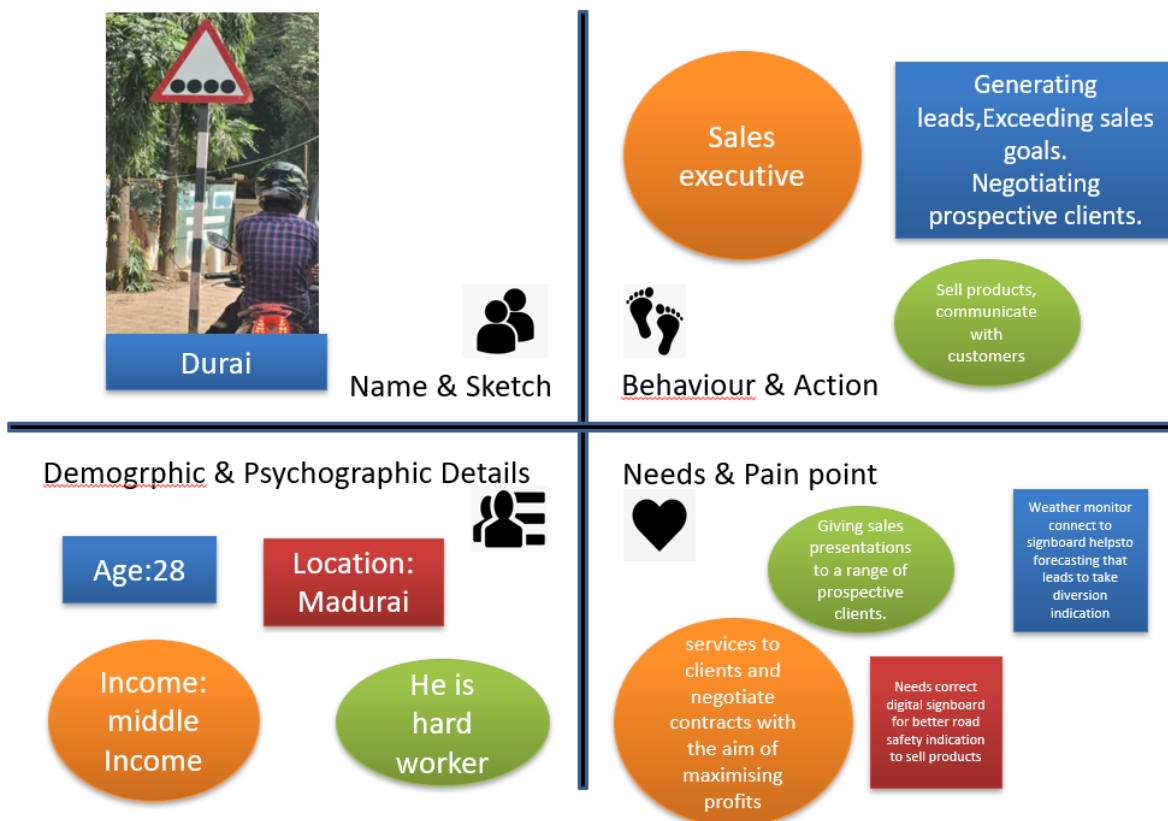 Durai
Name & Sketch
Sales
executive
Generating
leads,Exceeding sales
goals.
Negotiating
prospective clients.
Sell products,
communicate
with
customers
Behaviour & Action
Demogrphic & Psychographic Details
Age:28
Location:
Madurai
Income:
middle
Income
He is
hard
worker
Needs & Pain point
Giving sales
presentations
to a range of
prospective
clients.
Weather monitor
connect to
signboard helpsto
forecasting that
leads to take
diversion
indication
services to
clients and
negotiate
contracts with
the aim of
maximising
profits
Needs correct
digital signboard
for better road
safety indication
to sell products